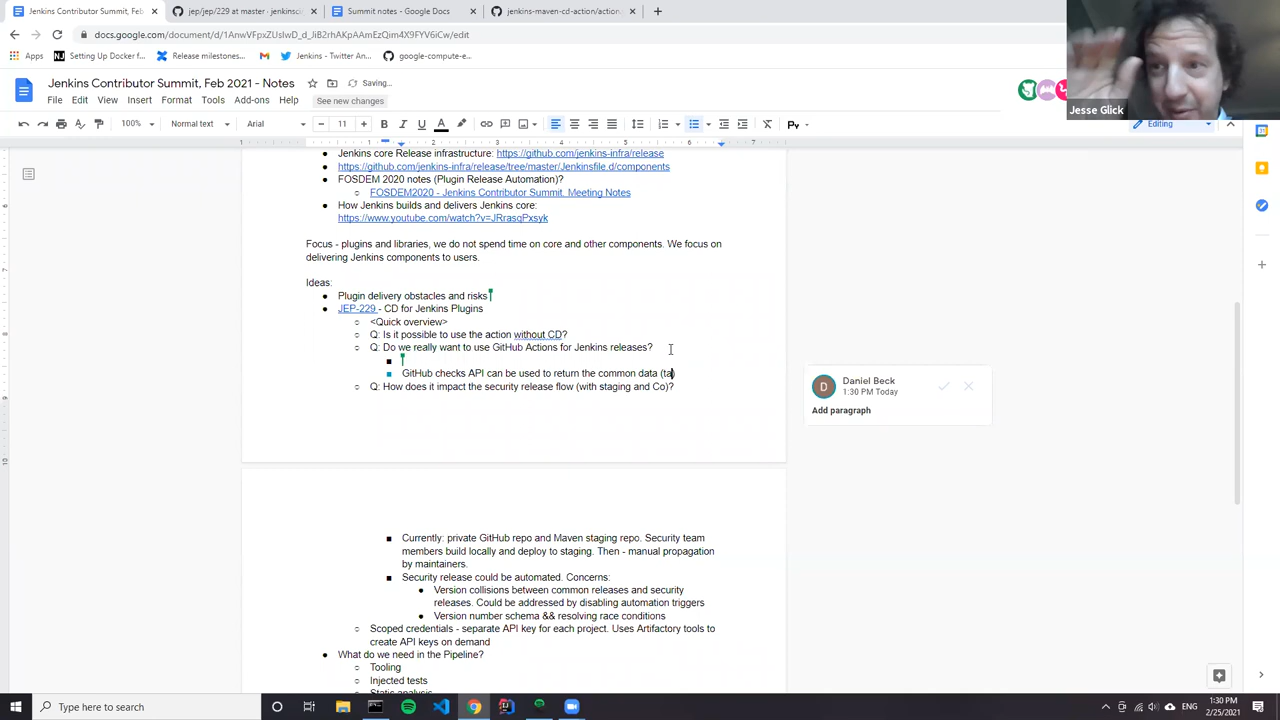 Jenkins Contributor Summit, Feb
jep/jep/229 at master · jenkinsci
Summit notes - Google Docs
jenkins-maven-cd-action/action.
docs.google.com/document/d/1AnwVFpxZUsIwD_d_JiB2rhAKpAAmEzQim4X9FYV6iCw/edit
Apps
Setting Up Docker f...
Release milestones...
Jenkins - Twitter An...
google-compute-e...
Jenkins Contributor Summit, Feb 2021 - Notes
Saving...
File Edit View Insert Format Tools Add-ons Help
See new changes
100% Normal text Arial 11
Editing
Jesse Glick
Jenkins core Release infrastructure: https://github.com/jenkins-infra/release
https://github.com/jenkins-infra/release/tree/master/Jenkinsfile.d/components
FOSDEM 2020 notes (Plugin Release Automation)?
FOSDEM2020 - Jenkins Contributor Summit. Meeting Notes
How Jenkins builds and delivers Jenkins core:
https://www.youtube.com/watch?v=JRrasqPxsyk
Focus - plugins and libraries, we do not spend time on core and other components. We focus on
delivering Jenkins components to users.
Ideas:
Plugin delivery obstacles and risks
JEP-229 - CD for Jenkins Plugins
<Quick overview>
Q: Is it possible to use the action without CD?
Q: Do we really want to use GitHub Actions for Jenkins releases?
GitHub checks API can be used to return the common data (ta)
Q: How does it impact the security release flow (with staging and Co)?
Daniel Beck
1:30 PM Today
Add paragraph
Currently: private GitHub repo and Maven staging repo. Security team
members build locally and deploy to staging. Then - manual propagation
by maintainers.
Security release could be automated. Concerns:
Version collisions between common releases and security
releases. Could be addressed by disabling automation triggers
Version number schema && resolving race conditions
Scoped credentials - separate API key for each project. Uses Artifactory tools to
create API keys on demand
What do we need in the Pipeline?
Tooling
Injected tests
Static analysis
Type here to search
ENG
1:30 PM
2/25/2021